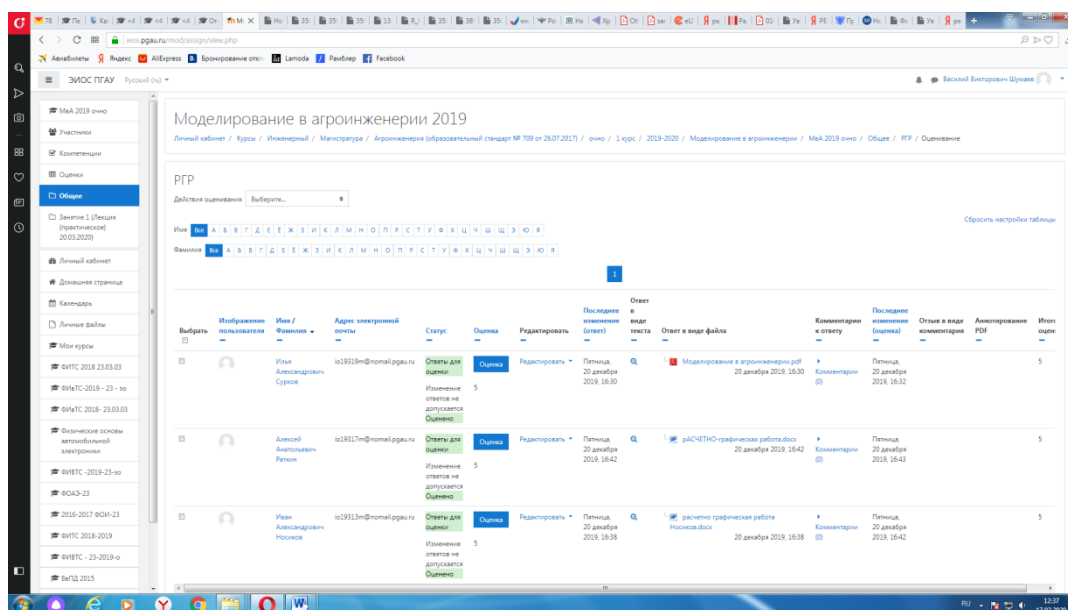 eios.pgau.ru/mod/assign/view.php
Авиабилеты Яндекс AliExpress Бронирование отел Lamoda Рамблер Facebook
ЭИОС ПГАУ Русский (ru)
Василий Викторович Шумаев
МвА 2019 очно
Участники
Компетенции
Оценки
Общее
Занятие 1 (Лекция
(практическое)
20.03.2020)
Личный кабинет
Домашняя страница
Календарь
Личные файлы
Мои курсы
ФИТС 2018 23.03.03
ФИвТС-2019 - 23 - зо
ФИвТС 2018- 23.03.03
Физические основы
автомобильной
электроники
ФИВТС -2019-23-зо
ФОАЭ-23
2016-2017 ФОИ-23
ФИТС 2018-2019
ФИВТС - 23-2019-о
ВвПД 2015
Моделирование в агроинженерии 2019
Личный кабинет / Курсы / Инженерный / Магистратура / Агроинженерия (образовательный стандарт № 709 от 26.07.2017) / очно / 1 курс / 2019-2020 / Моделирование в агроинженерии / МвА 2019 очно / Общее / РГР / Оценивание
РГР
Действия оценивания Выберите...
Сбросить настройки таблицы
Имя Все А Б В Г Д Е Ё Ж З И К Л М Н О П Р С Т У Ф Х Ц Ч Ш Щ Э Ю Я
Фамилия Все А Б В Г Д Е Ё Ж З И К Л М Н О П Р С Т У Ф Х Ц Ч Ш Щ Э Ю Я
1
Выбрать
Изображение
пользователя
Имя /
Фамилия
Адрес электронной
почты
Статус
Оценка
Редактировать
Последнее
изменение
(ответ)
Ответ
в
виде
текста
Ответ в виде файла
Комментарии
к ответу
Последнее
изменение
(оценка)
Отзыв в виде
комментария
Аннотирование
PDF
Итого
оцен
Илья
Александрович
Сурков
io19319m@nomail.pgau.ru
Ответы для
оценки
Изменение
ответов не
допускается
Оценено
Оценка
5
Редактировать
Пятница,
20 декабря
2019, 16:30
Моделирование в агроинженерии.pdf
20 декабря 2019, 16:30
Комментарии
(0)
Пятница,
20 декабря
2019, 16:32
5
Алексей
Анатольевич
Раткин
io19317m@nomail.pgau.ru
Ответы для
оценки
Изменение
ответов не
допускается
Оценено
Оценка
5
Редактировать
Пятница,
20 декабря
2019, 16:42
рАСЧЕТНО-графическая работа.docx
20 декабря 2019, 16:42
Комментарии
(0)
Пятница,
20 декабря
2019, 16:43
5
Иван
Александрович
Носиков
io19313m@nomail.pgau.ru
Ответы для
оценки
Изменение
ответов не
допускается
Оценено
Оценка
5
Редактировать
Пятница,
20 декабря
2019, 16:38
расчетно графическая работа
Носиков.docx
20 декабря 2019, 16:38
Комментарии
(0)
Пятница,
20 декабря
2019, 16:42
5
RU
12:37